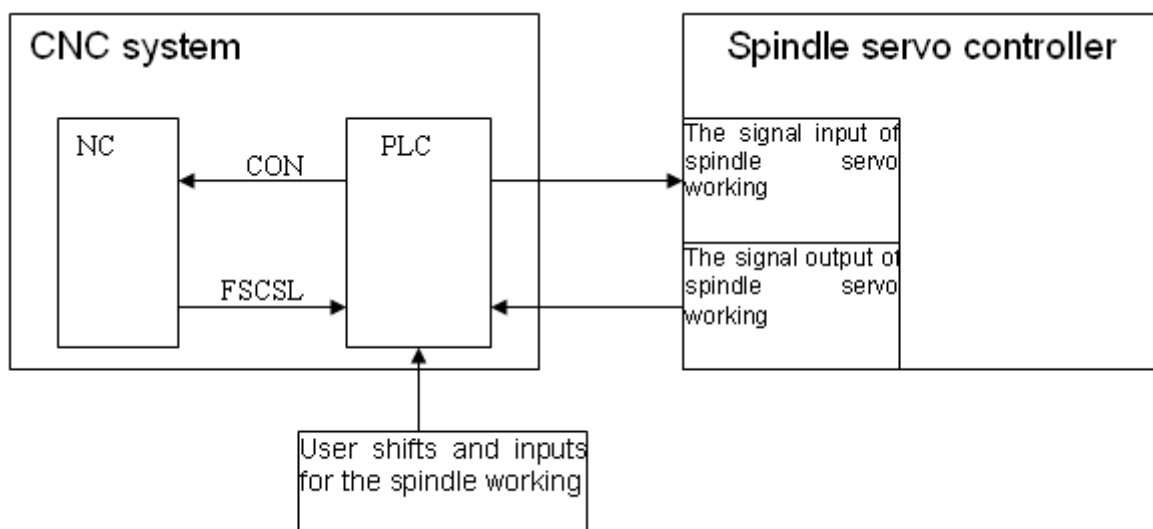 CNC system
Spindle servo controller
NC
CON
PLC
FSCSL
The signal input of
spindle servo
working
The signal output of
spindle servo
working
User shifts and inputs
for the spindle working